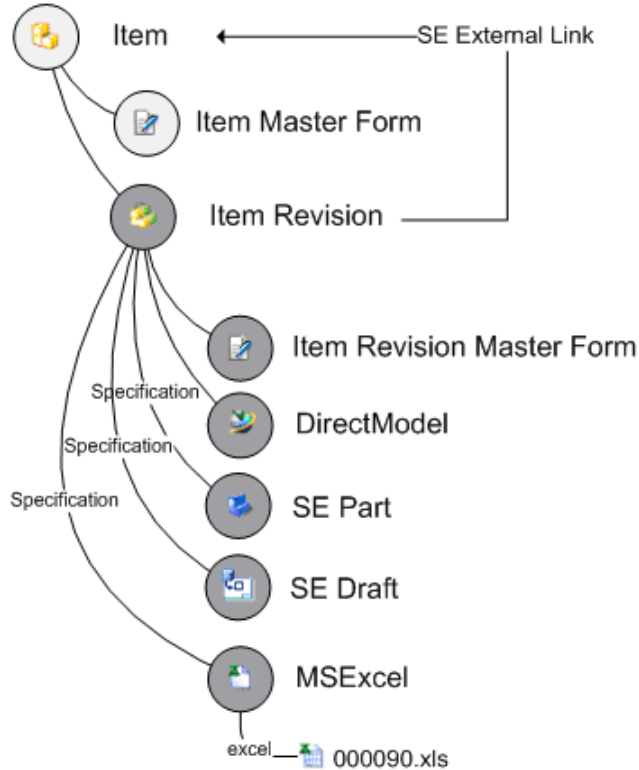 Item
SE External Link
Item Master Form
Item Revision
Item Revision Master Form
Specification
DirectModel
Specification
Specification
SE Part
SE Draft
MSExcel
excel
000090.xls